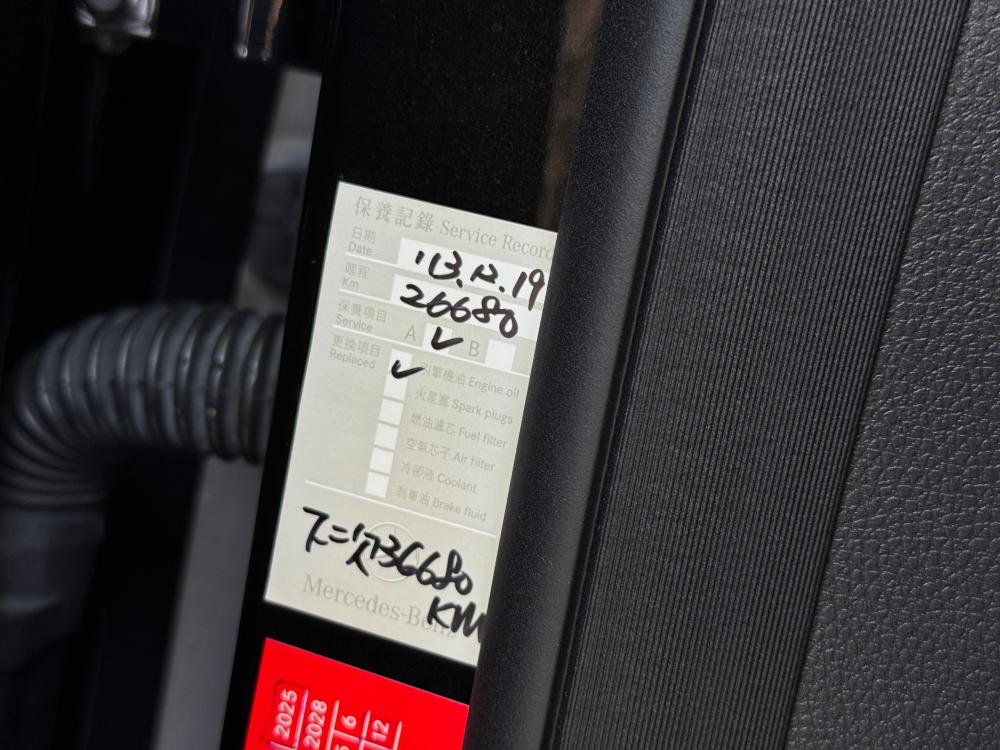 保養記錄 Service Record
日期
Date
113.12.19
哩程
Km
26680
保養項目
Service
A ✓ B
更換項目
Replaced
✓ 引擎機油 Engine oil
火星塞 Spark plugs
燃油濾芯 Fuel filter
空氣芯子 Air filter
冷卻液 Coolant
剎車油 Brake fluid
下次36680
KM
Mercedes-Benz
2025
2028
6
12